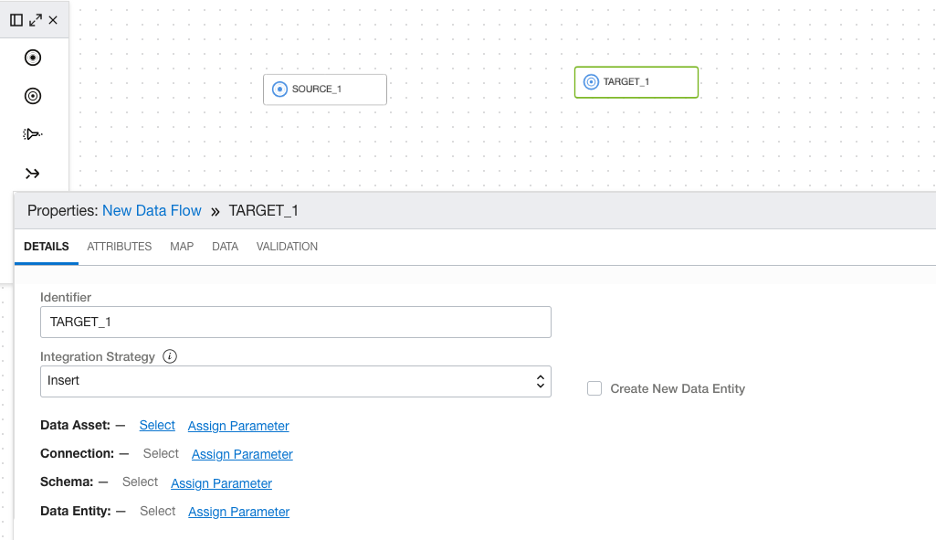 SOURCE_1
TARGET_1
Properties: New Data Flow » TARGET_1
DETAILS ATTRIBUTES MAP DATA VALIDATION
Identifier
TARGET_1
Integration Strategy i
Insert
Create New Data Entity
Data Asset: — Select Assign Parameter
Connection: — Select Assign Parameter
Schema: — Select Assign Parameter
Data Entity: — Select Assign Parameter